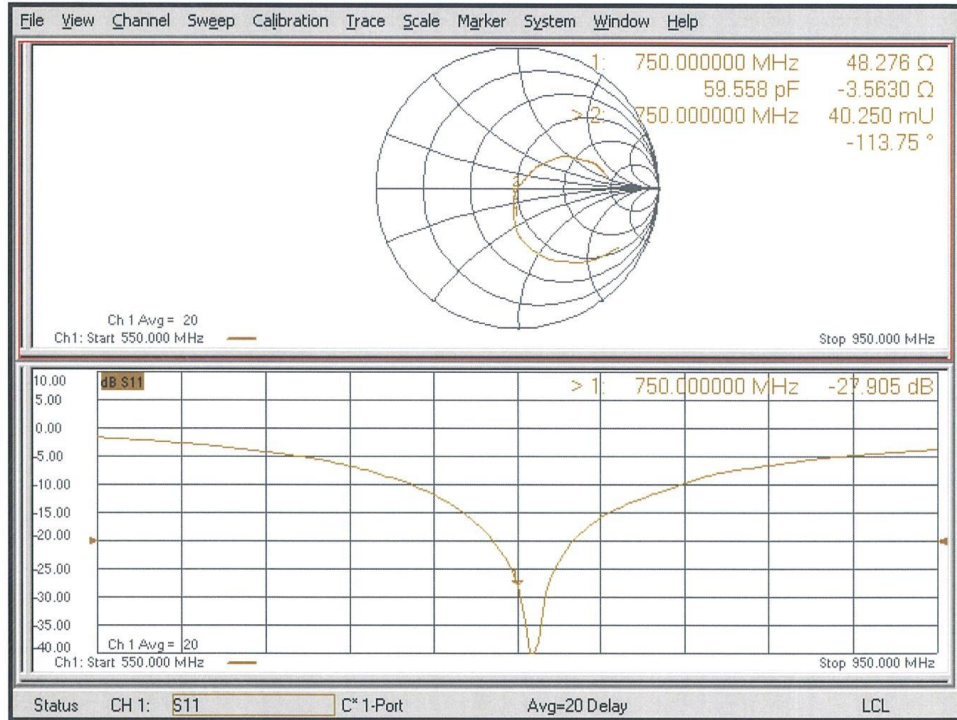 File View Channel Sweep Calibration Trace Scale Marker System Window Help
1: 750.000000 MHz 48.276 Ω
59.558 pF -3.5630 Ω
> 2: 750.000000 MHz 40.250 mU
-113.75 °
Ch 1 Avg = 20
Ch1: Start 550.000 MHz
Stop 950.000 MHz
10.00
dB S11
> 1: 750.000000 MHz -27.905 dB
5.00
0.00
-5.00
-10.00
-15.00
-20.00
-25.00
-30.00
-35.00
-40.00
Ch 1 Avg = 20
Ch1: Start 550.000 MHz
Stop 950.000 MHz
Status CH 1: S11 C* 1-Port Avg=20 Delay LCL